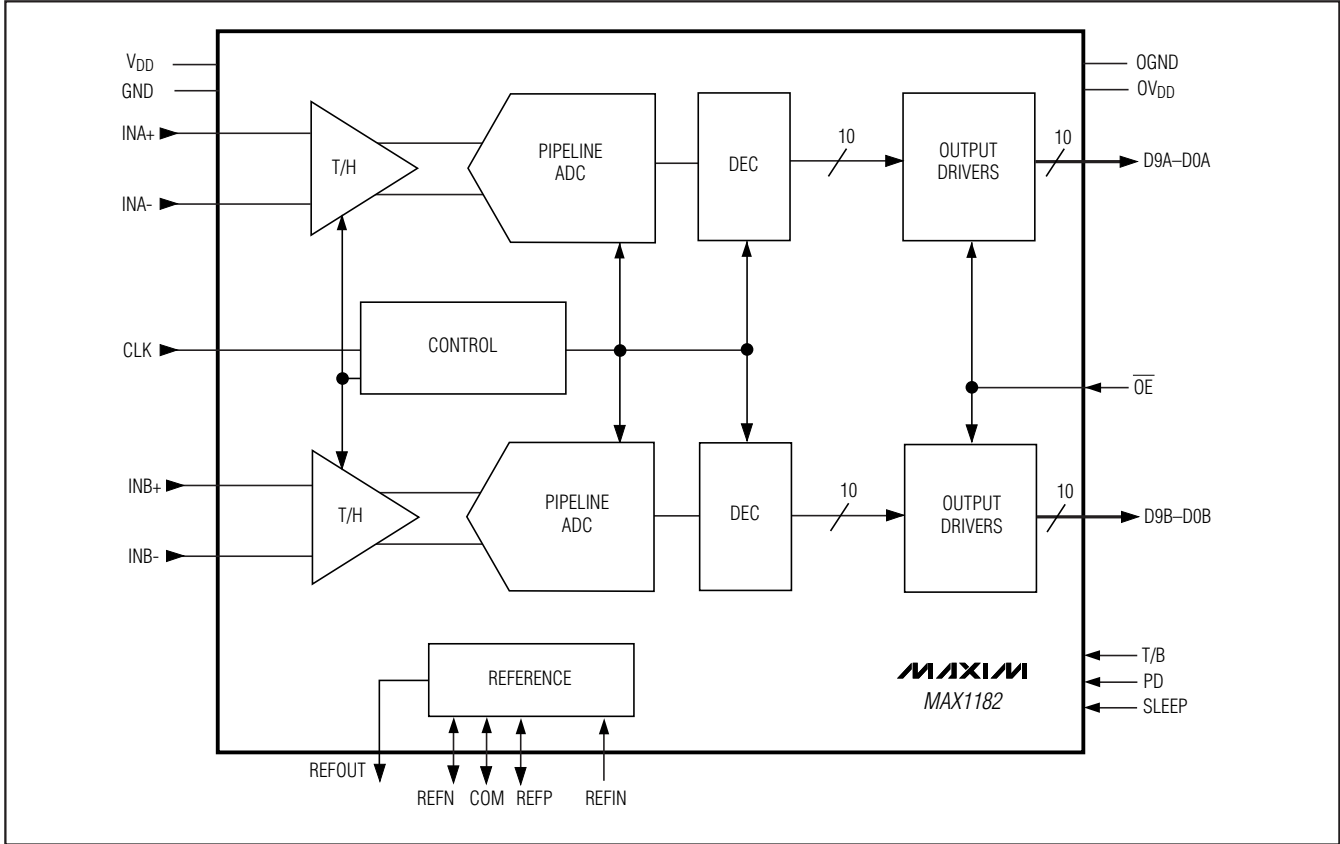 VDD
GND
INA+
INA-
CLK
INB+
INB-
T/H
PIPELINE
ADC
DEC
10
OUTPUT
DRIVERS
10
OGND
OVDD
D9A–D0A
CONTROL
OE
T/H
PIPELINE
ADC
DEC
10
OUTPUT
DRIVERS
10
D9B–D0B
REFERENCE
MAXIM
MAX1182
T/B
PD
SLEEP
REFOUT
REFN
COM
REFP
REFIN